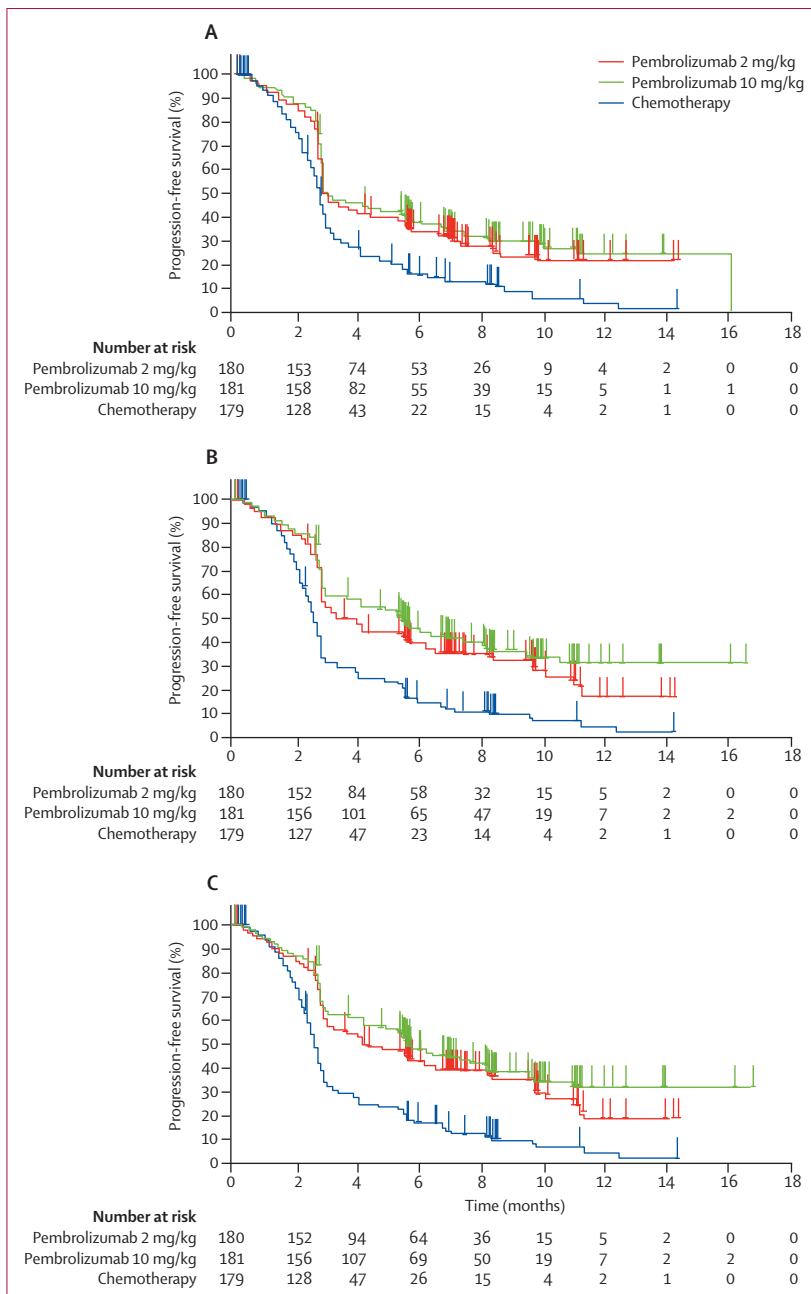 A
Pembrolizumab 2 mg/kg
Pembrolizumab 10 mg/kg
Chemotherapy
Progression-free survival (%)
100
90
80
70
60
50
40
30
20
10
0
0 2 4 6 8 10 12 14 16 18
Number at risk
Pembrolizumab 2 mg/kg 180 153 74 53 26 9 4 2 0 0
Pembrolizumab 10 mg/kg 181 158 82 55 39 15 5 1 1 0
Chemotherapy 179 128 43 22 15 4 2 1 0 0
B
Progression-free survival (%)
100
90
80
70
60
50
40
30
20
10
0
0 2 4 6 8 10 12 14 16 18
Number at risk
Pembrolizumab 2 mg/kg 180 152 84 58 32 15 5 2 0 0
Pembrolizumab 10 mg/kg 181 156 101 65 47 19 7 2 2 0
Chemotherapy 179 127 47 23 14 4 2 1 0 0
C
Progression-free survival (%)
100
90
80
70
60
50
40
30
20
10
0
0 2 4 6 8 10 12 14 16 18
Time (months)
Number at risk
Pembrolizumab 2 mg/kg 180 152 94 64 36 15 5 2 0 0
Pembrolizumab 10 mg/kg 181 156 107 69 50 19 7 2 2 0
Chemotherapy 179 128 47 26 15 4 2 1 0 0